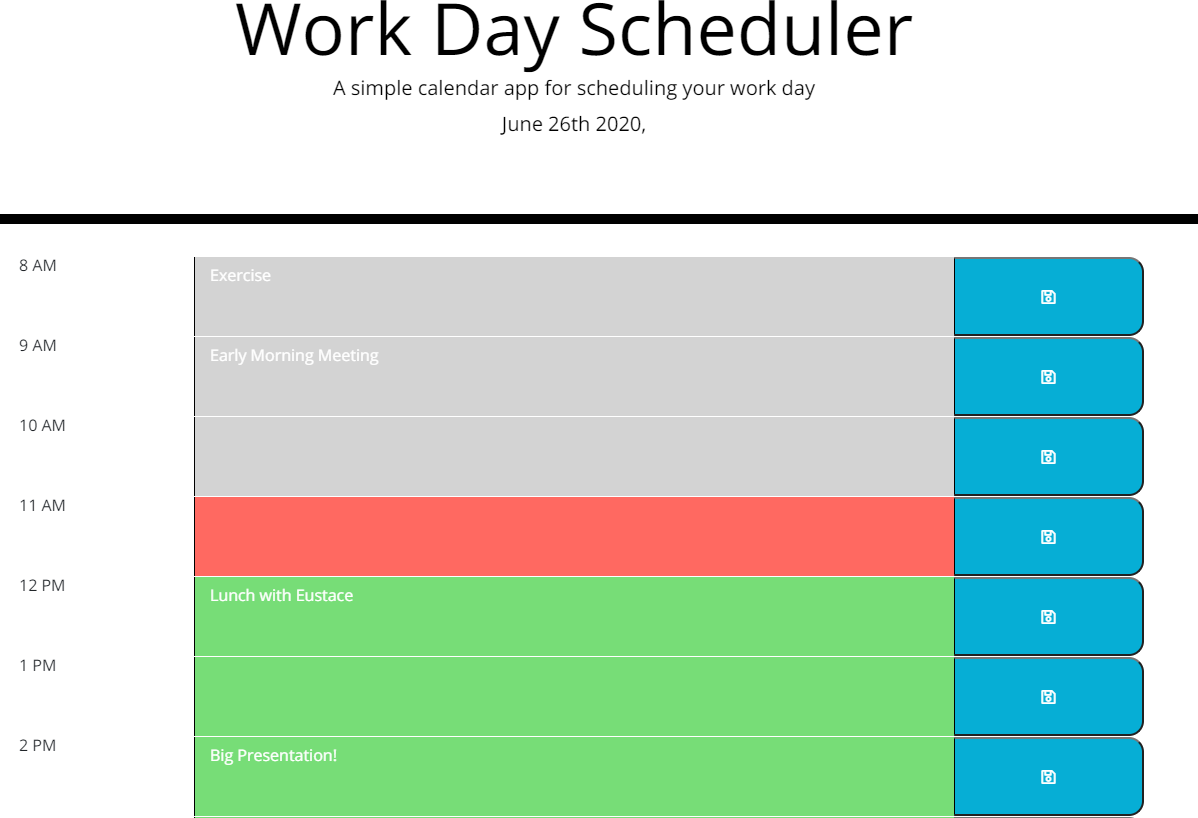 Work Day Scheduler
A simple calendar app for scheduling your work day
June 26th 2020,
8 AM
Exercise
9 AM
Early Morning Meeting
10 AM
11 AM
12 PM
Lunch with Eustace
1 PM
2 PM
Big Presentation!